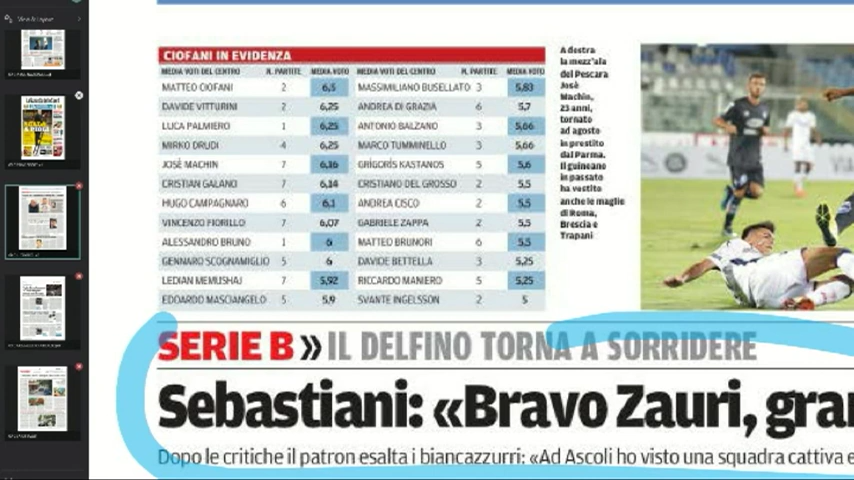 View & Layout
CIOFANI IN EVIDENZA
MEDIA VOTI DEL CENTRO N. PARTITE MEDIA-VOTO MEDIA VOTI DEL CENTRO N. PARTITE MEDIA VOTO
MATTEO CIOFANI 2 6,5 MASSIMILIANO BUSELLATO 3 5,83
DAVIDE VITTURINI 2 6,25 ANDREA DI GRAZIA 6 5,7
LUCA PALMIERO 1 6,25 ANTONIO BALZANO 3 5,66
MIRKO DRUDI 4 6,25 MARCO TUMMINELLO 3 5,66
JOSÈ MACHIN 7 6,16 GRÌGORÌS KASTANOS 5 5,6
CRISTIAN GALANO 7 6,14 CRISTIANO DEL GROSSO 2 5,5
HUGO CAMPAGNARO 6 6,1 ANDREA CISCO 2 5,5
VINCENZO FIORILLO 7 6,07 GABRIELE ZAPPA 2 5,5
ALESSANDRO BRUNO 1 6 MATTEO BRUNORI 6 5,5
GENNARO SCOGNAMIGLIO 5 6 DAVIDE BETTELLA 3 5,25
LEDIAN MEMUSHAJ 7 5,92 RICCARDO MANIERO 5 5,25
EDOARDO MASCIANGELO 5 5,9 SVANTE INGELSSON 2 5
A destra
la mezz'ala
del Pescara
Josè
Machin,
23 anni,
tornato
ad agosto
in prestito
dal Parma.
Il guineano
in passato
ha vestito
anche le maglie
di Roma,
Brescia e
Trapani
SERIE B » IL DELFINO TORNA A SORRIDERE
Sebastiani: «Bravo Zauri, gran
Dopo le critiche il patron esalta i biancazzurri: «Ad Ascoli ho visto una squadra cattiva e